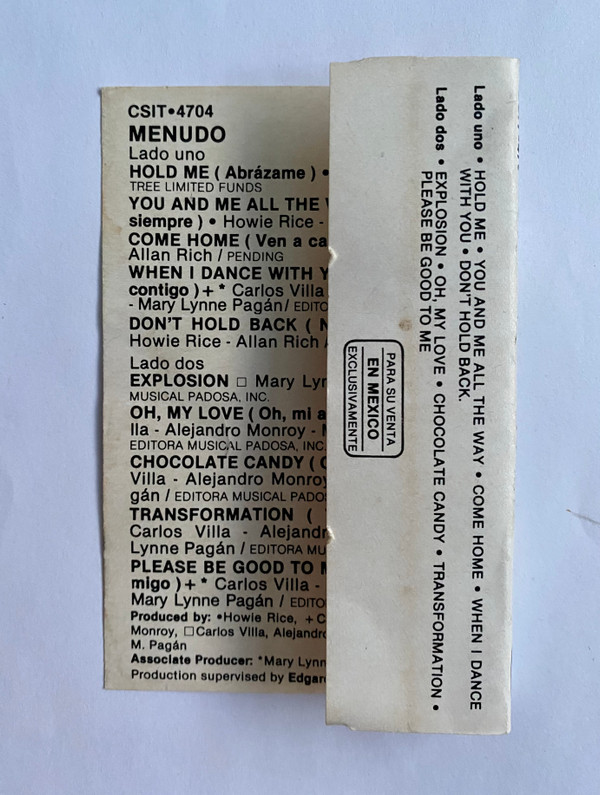 CSIT•4704
MENUDO
Lado uno
HOLD ME ( Abrázame ) •
TREE LIMITED FUNDS
YOU AND ME ALL THE
siempre ) • Howie Rice -
COME HOME ( Ven a ca
Allan Rich / PENDING
WHEN I DANCE WITH Y
contigo ) + * Carlos Villa
- Mary Lynne Pagán / EDITO
DON'T HOLD BACK ( N
Howie Rice - Allan Rich
Lado dos
EXPLOSION □ Mary Lyn
MUSICAL PADOSA, INC.
OH, MY LOVE ( Oh, mi a
lla - Alejandro Monroy -
EDITORA MUSICAL PADOSA, INC.
CHOCOLATE CANDY ( C
Villa - Alejandro Monroy
gán / EDITORA MUSICAL PADO
TRANSFORMATION (
Carlos Villa - Alejandr
Lynne Pagán / EDITORA MU
PLEASE BE GOOD TO M
migo ) + * Carlos Villa -
Mary Lynne Pagán / EDITO
Produced by: •Howie Rice, +C
Monroy, □Carlos Villa, Alejandro
M. Pagán
Associate Producer: *Mary Lynn
Production supervised by Edgar
Lado uno • HOLD ME • YOU AND ME ALL THE WAY • COME HOME • WHEN I DANCE
WITH YOU • DON'T HOLD BACK.
Lado dos • EXPLOSION • OH, MY LOVE • CHOCOLATE CANDY • TRANSFORMATION •
PLEASE BE GOOD TO ME
PARA SU VENTA
EN MEXICO
EXCLUSIVAMENTE